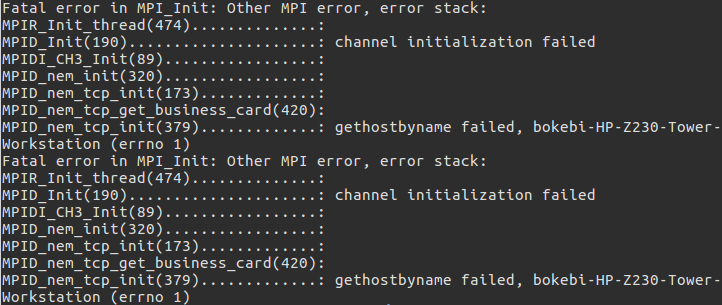 Fatal error in MPI_Init: Other MPI error, error stack:
MPIR_Init_thread(474)..............:
MPID_Init(190).....................: channel initialization failed
MPIDI_CH3_Init(89).................:
MPID_nem_init(320).................:
MPID_nem_tcp_init(173).............:
MPID_nem_tcp_get_business_card(420):
MPID_nem_tcp_init(379).............: gethostbyname failed, bokebi-HP-Z230-Tower-
Workstation (errno 1)
Fatal error in MPI_Init: Other MPI error, error stack:
MPIR_Init_thread(474)..............:
MPID_Init(190).....................: channel initialization failed
MPIDI_CH3_Init(89).................:
MPID_nem_init(320).................:
MPID_nem_tcp_init(173).............:
MPID_nem_tcp_get_business_card(420):
MPID_nem_tcp_init(379).............: gethostbyname failed, bokebi-HP-Z230-Tower-
Workstation (errno 1)